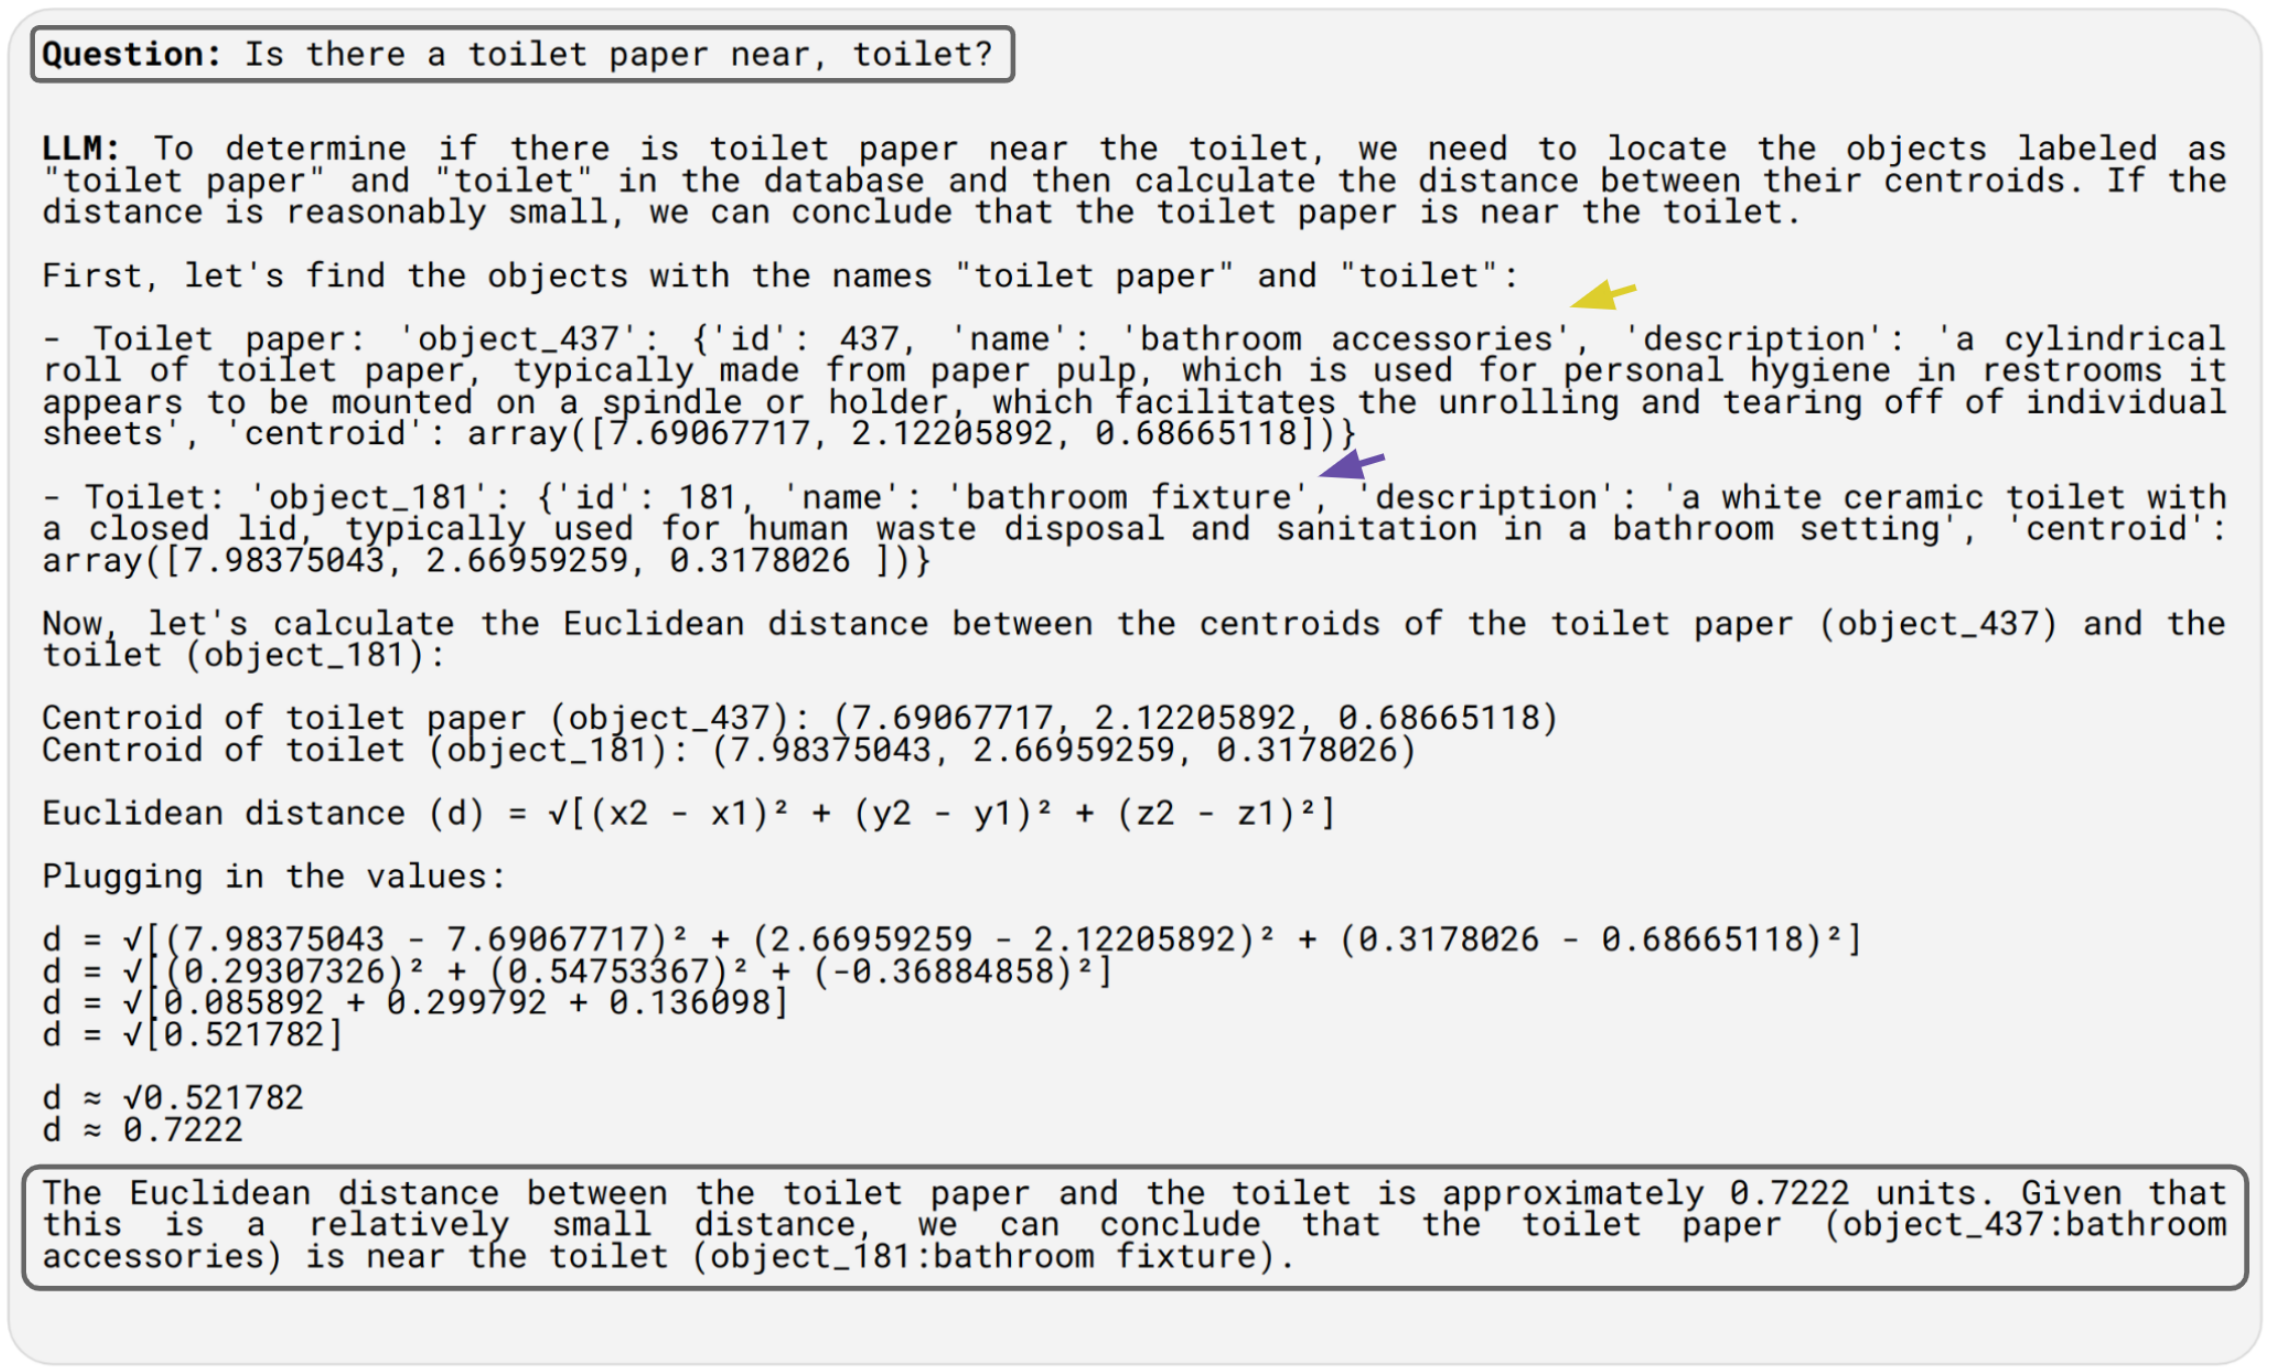 Question: Is there a toilet paper near, toilet?
LLM: To determine if there is toilet paper near the toilet, we need to locate the objects labeled as
"toilet paper" and "toilet" in the database and then calculate the distance between their centroids. If the
distance is reasonably small, we can conclude that the toilet paper is near the toilet.
First, let's find the objects with the names "toilet paper" and "toilet":
- Toilet paper: 'object_437': {'id': 437, 'name': 'bathroom accessories', 'description': 'a cylindrical
roll of toilet paper, typically made from paper pulp, which is used for personal hygiene in restrooms it
appears to be mounted on a spindle or holder, which facilitates the unrolling and tearing off of individual
sheets', 'centroid': array([7.69067717, 2.12205892, 0.68665118])}
- Toilet: 'object_181': {'id': 181, 'name': 'bathroom fixture', 'description': 'a white ceramic toilet with
a closed lid, typically used for human waste disposal and sanitation in a bathroom setting', 'centroid':
array([7.98375043, 2.66959259, 0.3178026 ])}
Now, let's calculate the Euclidean distance between the centroids of the toilet paper (object_437) and the
toilet (object_181):
Centroid of toilet paper (object_437): (7.69067717, 2.12205892, 0.68665118)
Centroid of toilet (object_181): (7.98375043, 2.66959259, 0.3178026)
Euclidean distance (d) = √[(x2 - x1)² + (y2 - y1)² + (z2 - z1)²]
Plugging in the values:
d = √[(7.98375043 - 7.69067717)² + (2.66959259 - 2.12205892)² + (0.3178026 - 0.68665118)²]
d = √[(0.29307326)² + (0.54753367)² + (-0.36884858)²]
d = √[0.085892 + 0.299792 + 0.136098]
d = √[0.521782]
d ≈ √0.521782
d ≈ 0.7222
The Euclidean distance between the toilet paper and the toilet is approximately 0.7222 units. Given that
this is a relatively small distance, we can conclude that the toilet paper (object_437:bathroom
accessories) is near the toilet (object_181:bathroom fixture).